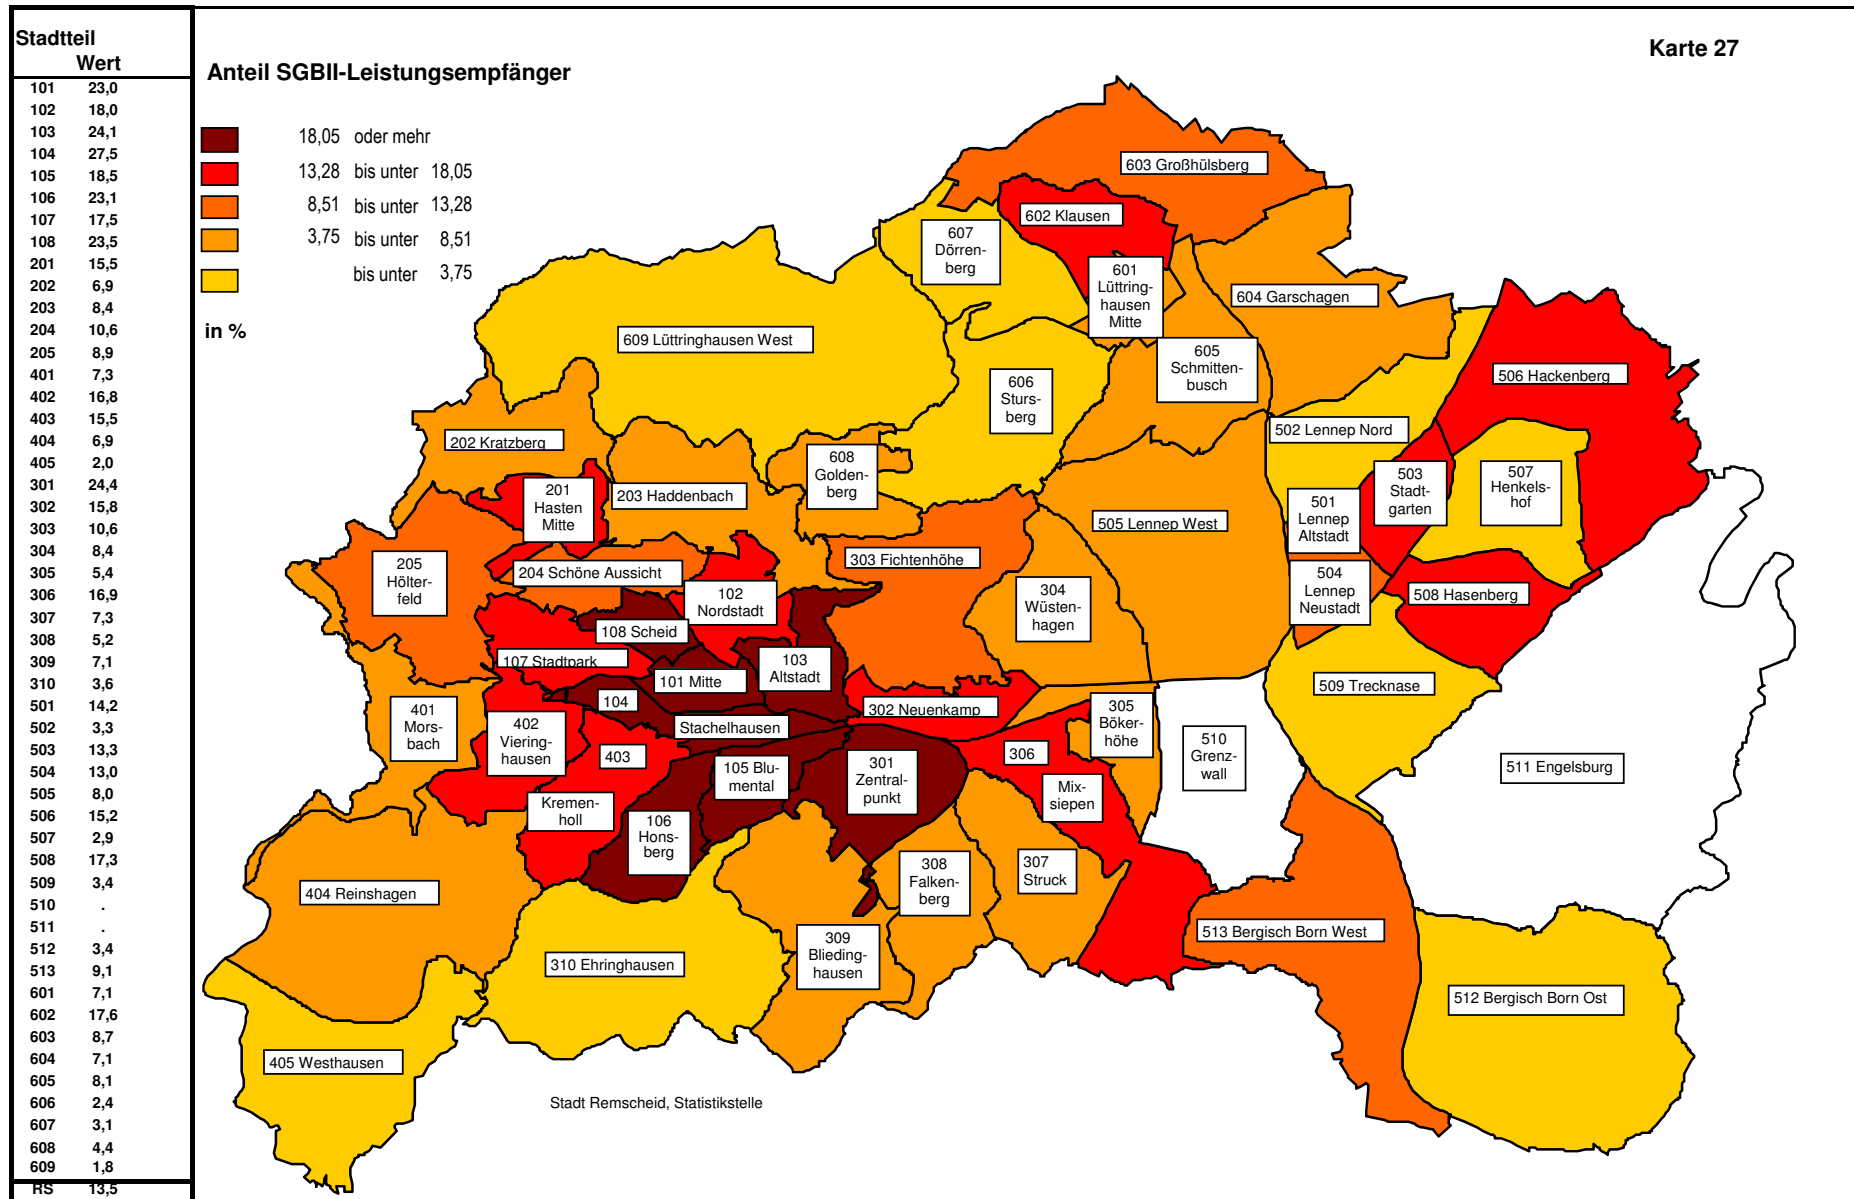 Stadtteil
Wert
101 23,0
102 18,0
103 24,1
104 27,5
105 18,5
106 23,1
107 17,5
108 23,5
201 15,5
202 6,9
203 8,4
204 10,6
205 8,9
401 7,3
402 16,8
403 15,5
404 6,9
405 2,0
301 24,4
302 15,8
303 10,6
304 8,4
305 5,4
306 16,9
307 7,3
308 5,2
309 7,1
310 3,6
501 14,2
502 3,3
503 13,3
504 13,0
505 8,0
506 15,2
507 2,9
508 17,3
509 3,4
510 .
511 .
512 3,4
513 9,1
601 7,1
602 17,6
603 8,7
604 7,1
605 8,1
606 2,4
607 3,1
608 4,4
609 1,8
RS 13,5
Karte 27
Anteil SGBII-Leistungsempfänger
18,05 oder mehr
13,28 bis unter 18,05
8,51 bis unter 13,28
3,75 bis unter 8,51
bis unter 3,75
in %
603 Großhülsberg
602 Klausen
607
Dörren-
berg
601
Lüttring-
hausen
Mitte
604 Garschagen
609 Lüttringhausen West
605
Schmitten-
busch
606
Sturs-
berg
506 Hackenberg
502 Lennep Nord
202 Kratzberg
608
Golden-
berg
503
Stadt-
garten
507
Henkels-
hof
201
Hasten
Mitte
203 Haddenbach
501
Lennep
Altstadt
505 Lennep West
303 Fichtenhöhe
205
Hölter-
feld
204 Schöne Aussicht
102
Nordstadt
304
Wüsten-
hagen
504
Lennep
Neustadt
508 Hasenberg
108 Scheid
107 Stadtpark
103
Altstadt
101 Mitte
509 Trecknase
104
Stachelhausen
302 Neuenkamp
305
Böker-
höhe
401
Mors-
bach
402
Viering-
hausen
403
Kremen-
holl
510
Grenz-
wall
306
Mix-
siepen
511 Engelsburg
105 Blu-
mental
301
Zentral-
punkt
106
Hons-
berg
308
Falken-
berg
307
Struck
404 Reinshagen
513 Bergisch Born West
309
Blieding-
hausen
310 Ehringhausen
512 Bergisch Born Ost
405 Westhausen
Stadt Remscheid, Statistikstelle